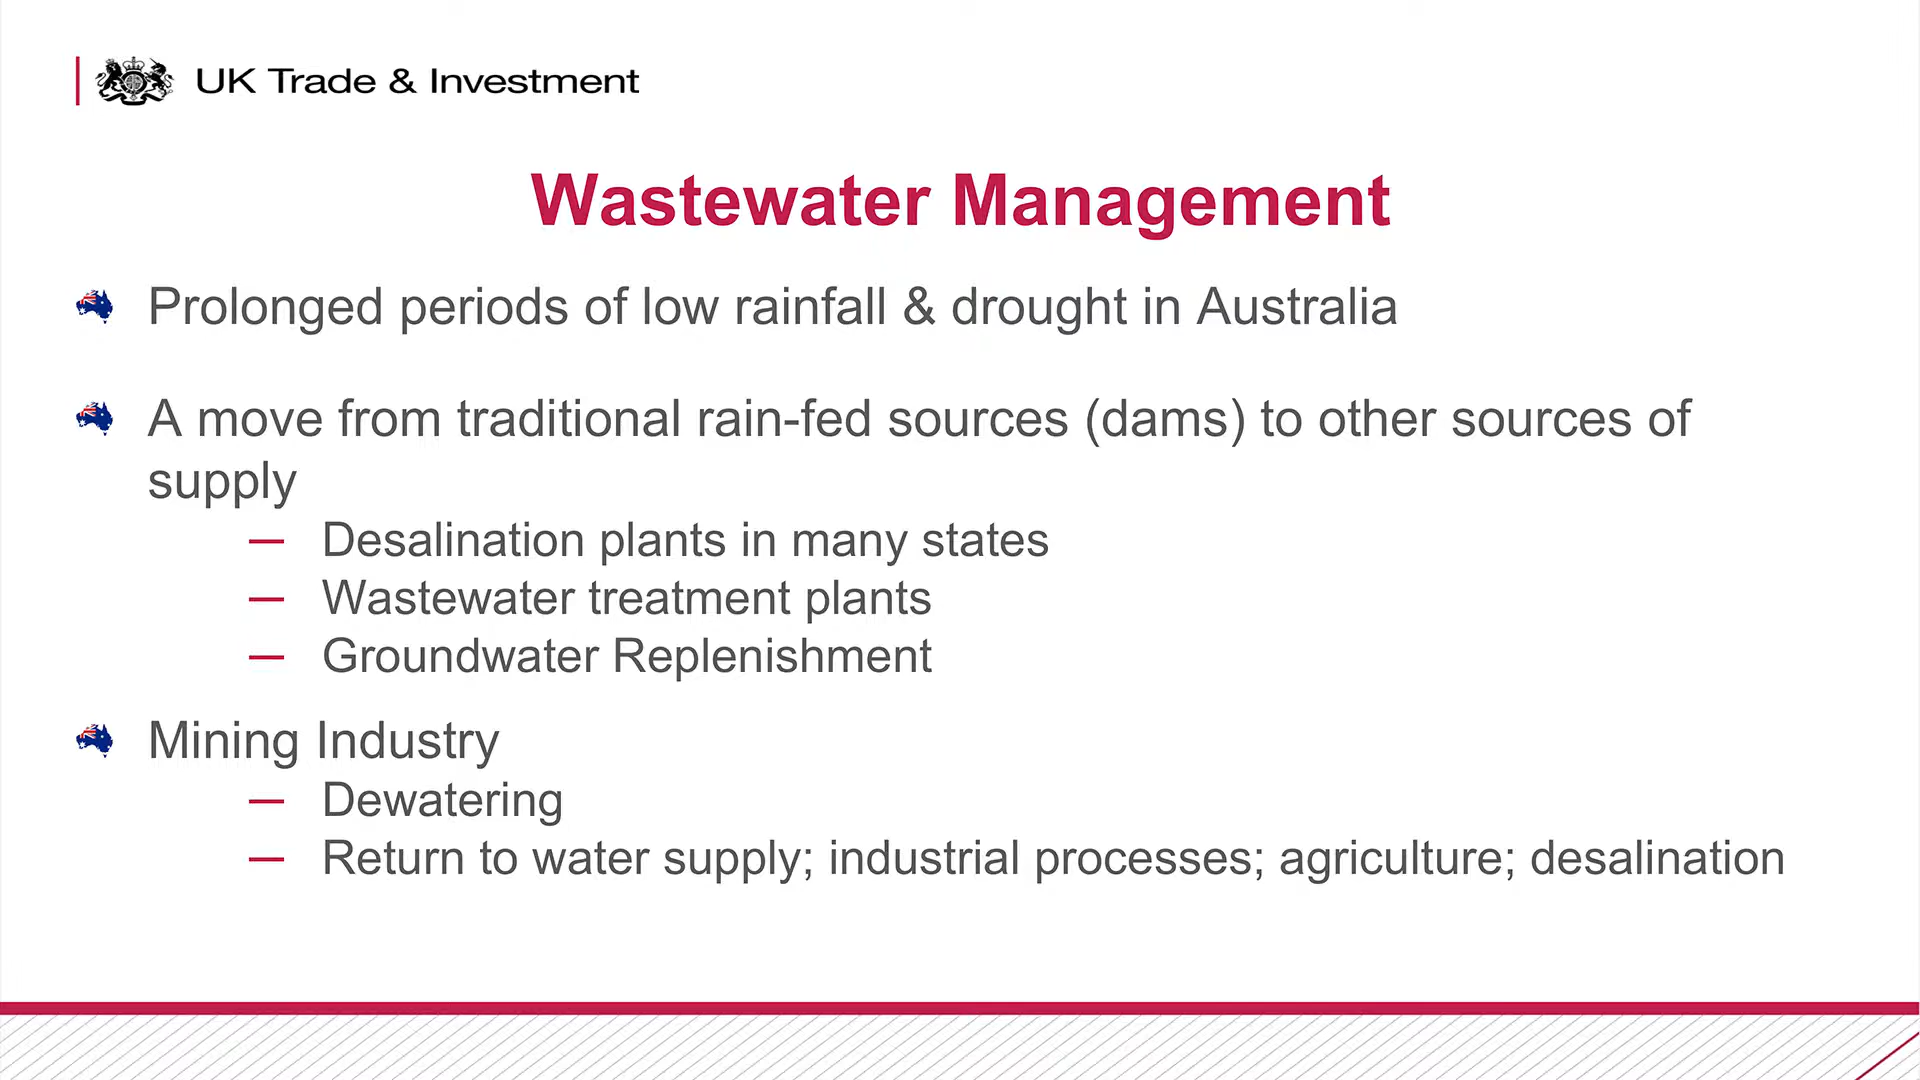 UK Trade & Investment
Wastewater Management
Prolonged periods of low rainfall & drought in Australia
A move from traditional rain-fed sources (dams) to other sources of
supply
— Desalination plants in many states
— Wastewater treatment plants
— Groundwater Replenishment
Mining Industry
— Dewatering
— Return to water supply; industrial processes; agriculture; desalination